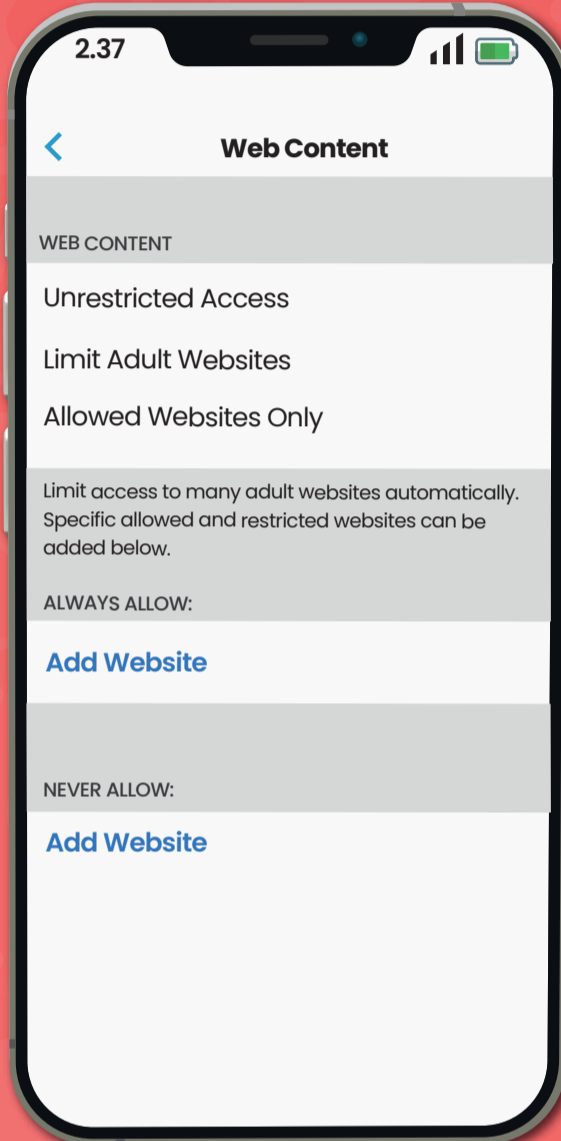 2.37
Web Content
WEB CONTENT
Unrestricted Access
Limit Adult Websites
Allowed Websites Only
Limit access to many adult websites automatically.
Specific allowed and restricted websites can be
added below.
ALWAYS ALLOW:
Add Website
NEVER ALLOW:
Add Website